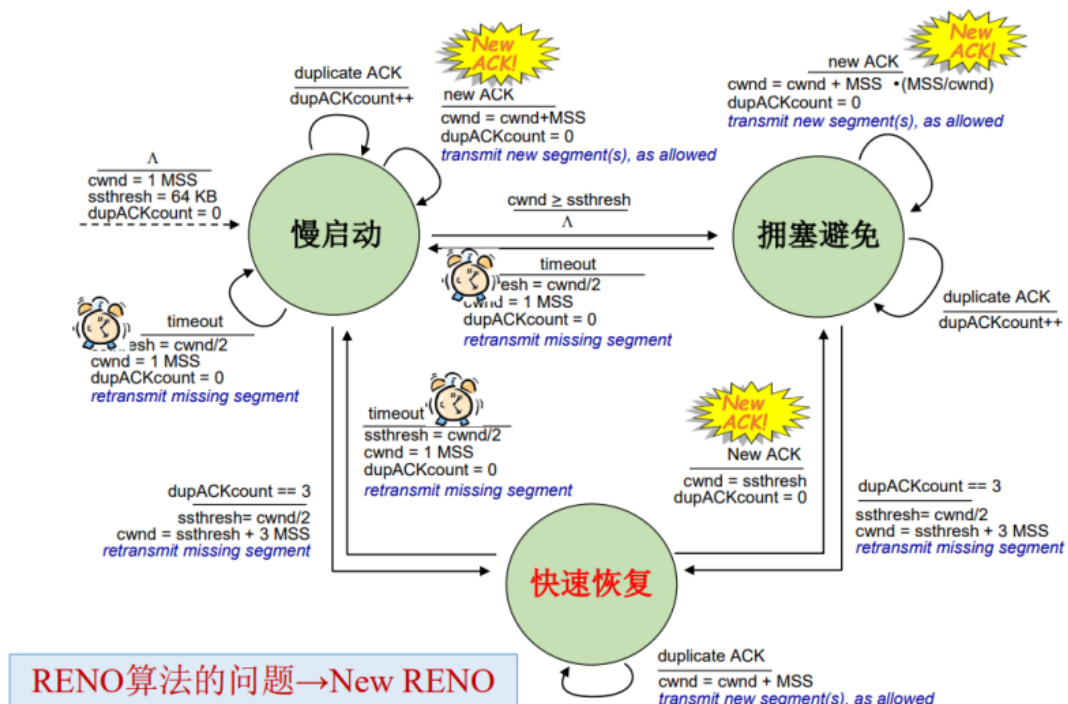 New
ACK!
duplicate ACK
dupACKcount++
new ACK
cwnd = cwnd+MSS
dupACKcount = 0
transmit new segment(s), as allowed
New
ACK!
new ACK
cwnd = cwnd + MSS •(MSS/cwnd)
dupACKcount = 0
transmit new segment(s), as allowed
Λ
cwnd = 1 MSS
ssthresh = 64 KB
dupACKcount = 0
慢启动
cwnd ≥ ssthresh
Λ
拥塞避免
timeout
esh = cwnd/2
cwnd = 1 MSS
dupACKcount = 0
retransmit missing segment
duplicate ACK
dupACKcount++
timeout
esh = cwnd/2
cwnd = 1 MSS
dupACKcount = 0
retransmit missing segment
timeout
ssthresh = cwnd/2
cwnd = 1 MSS
dupACKcount = 0
retransmit missing segment
New
ACK!
New ACK
cwnd = ssthresh
dupACKcount = 0
dupACKcount == 3
ssthresh= cwnd/2
cwnd = ssthresh + 3 MSS
retransmit missing segment
dupACKcount == 3
ssthresh= cwnd/2
cwnd = ssthresh + 3 MSS
retransmit missing segment
快速恢复
duplicate ACK
cwnd = cwnd + MSS
transmit new segment(s), as allowed
RENO算法的问题→New RENO